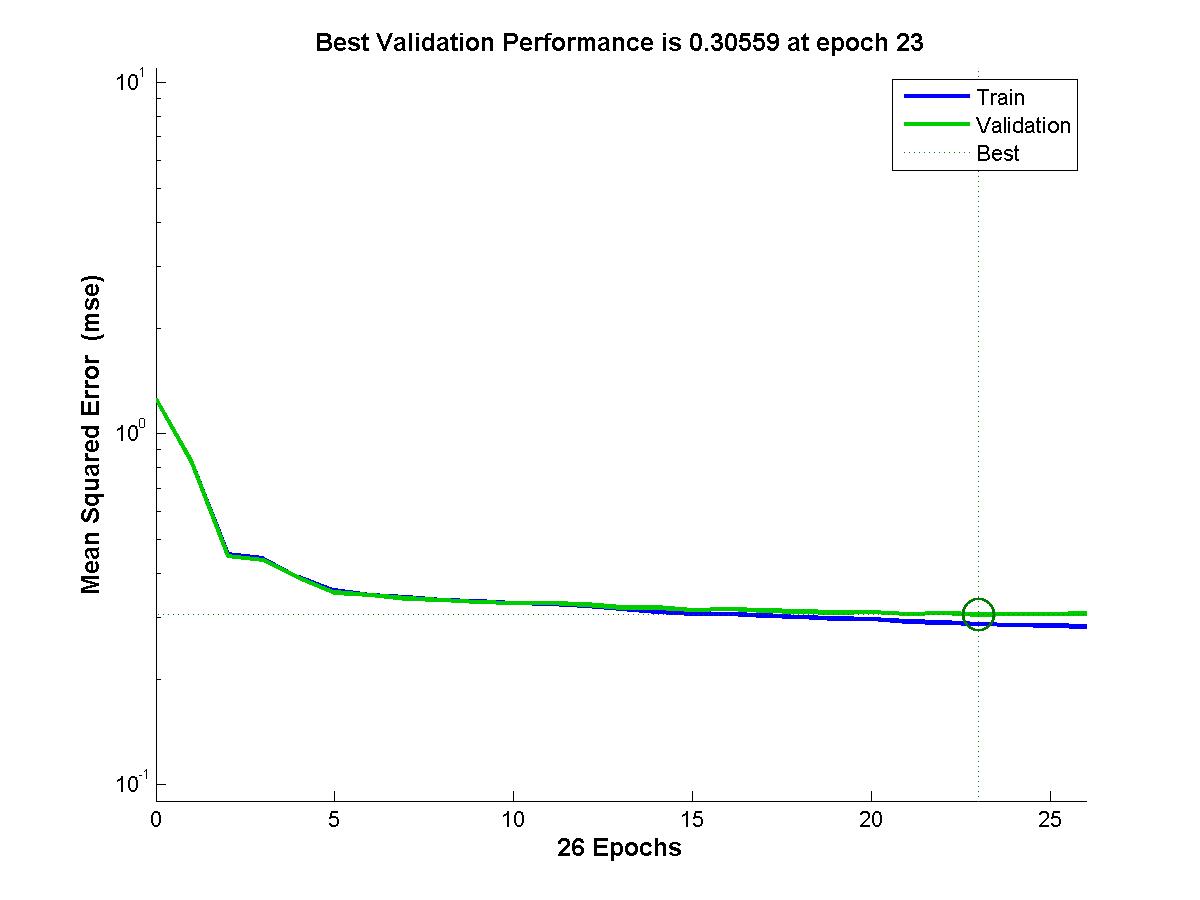 Best Validation Performance is 0.30559 at epoch 23
10^1
Train
Validation
Best
Mean Squared Error (mse)
10^0
10^-1
0 5 10 15 20 25
26 Epochs